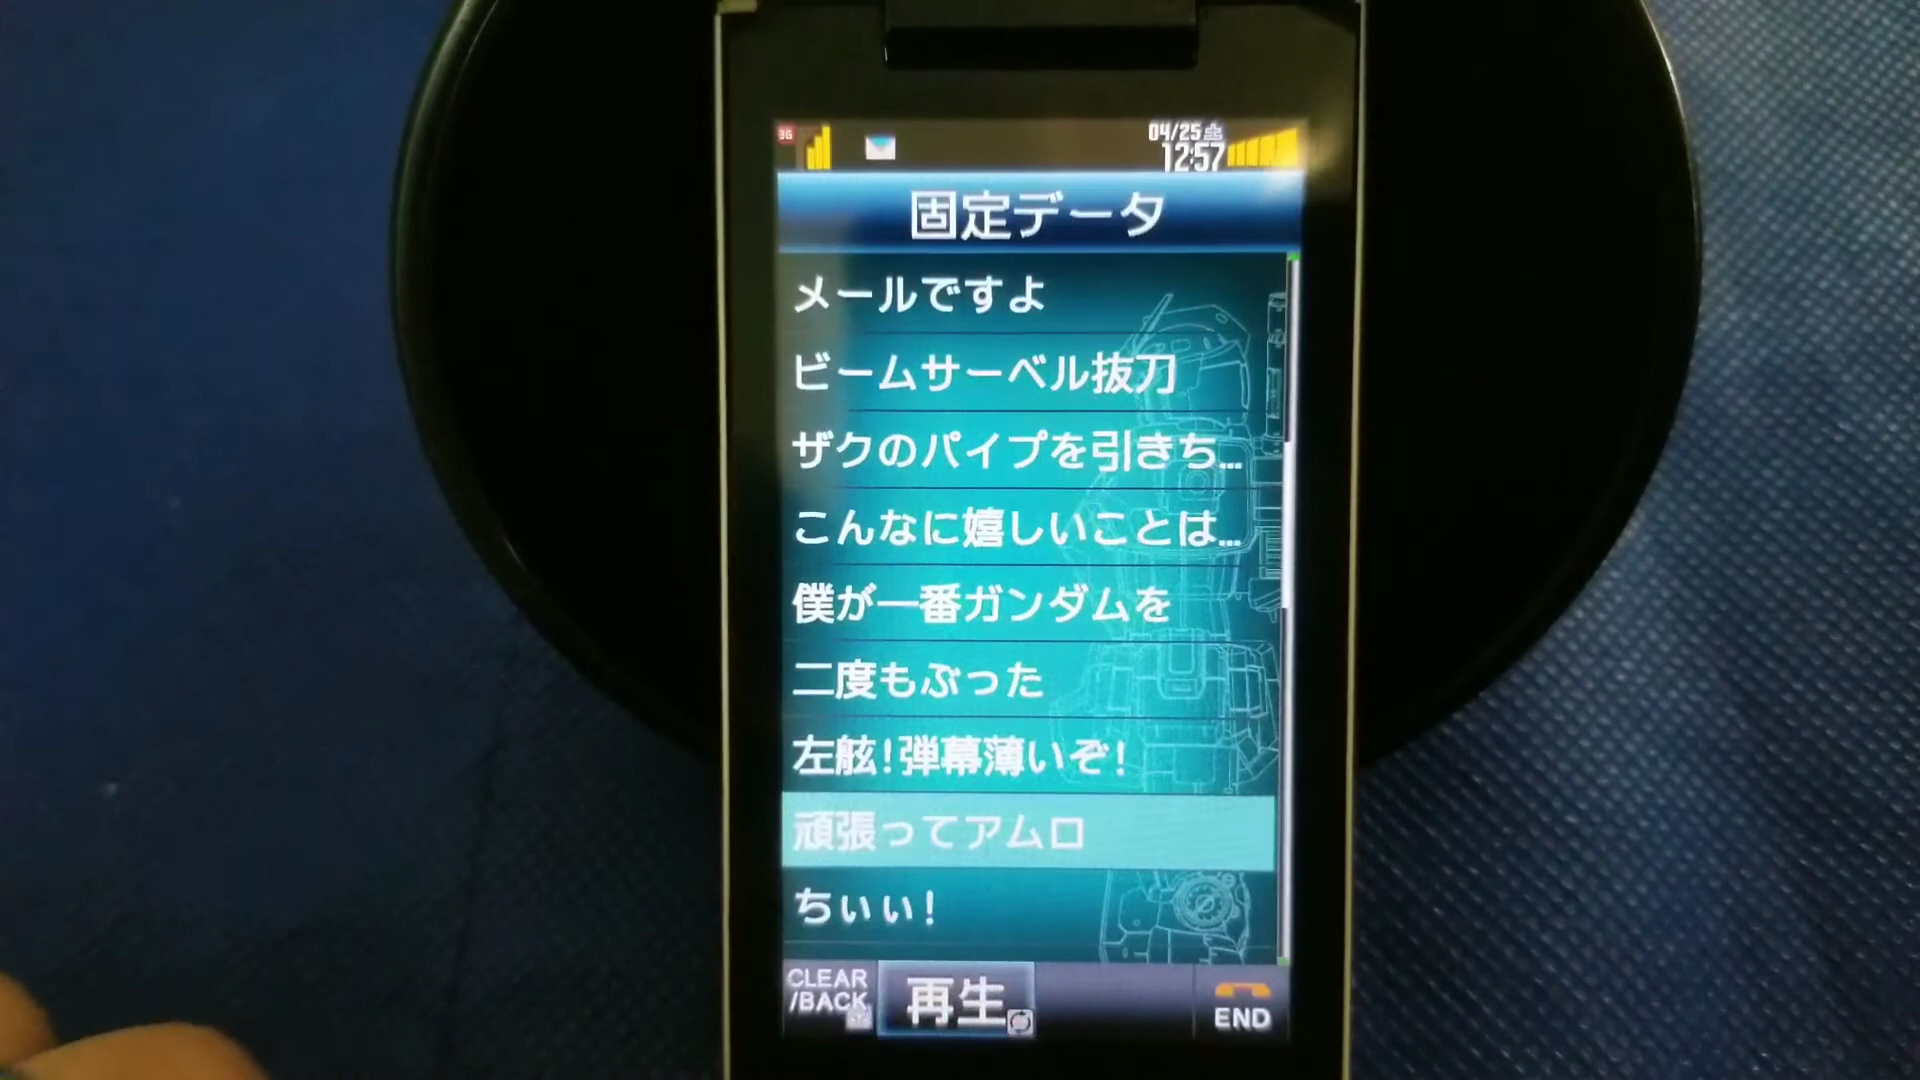 3G
04/25土
12:57
固定データ
メールですよ
ビームサーベル抜刀
ザクのパイプを引きち...
こんなに嬉しいことは...
僕が一番ガンダムを
二度もぶった
左舷!弾幕薄いぞ!
頑張ってアムロ
ちぃぃ!
CLEAR
/BACK
再生
END